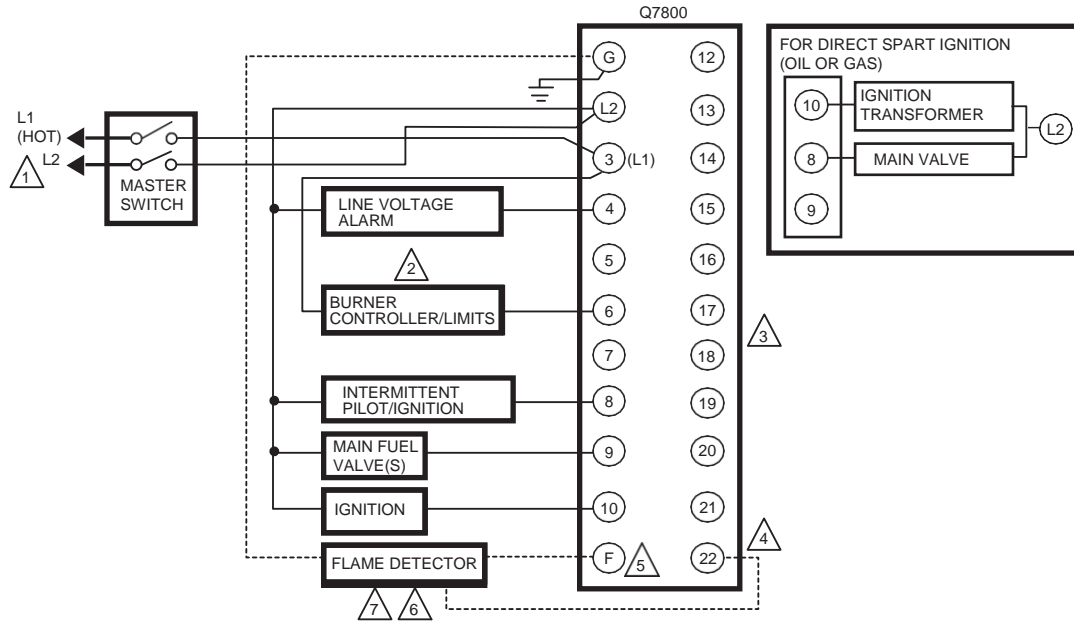 Q7800
G
12
L2
13
3
(L1)
14
4
15
5
16
6
17
7
18
8
19
9
20
10
21
F
22
L1
(HOT)
L2
1
MASTER
SWITCH
LINE VOLTAGE
ALARM
2
BURNER
CONTROLLER/LIMITS
INTERMITTENT
PILOT/IGNITION
MAIN FUEL
VALVE(S)
IGNITION
FLAME DETECTOR
7
6
5
4
3
FOR DIRECT SPART IGNITION
(OIL OR GAS)
10
IGNITION
TRANSFORMER
8
MAIN VALVE
9
L2